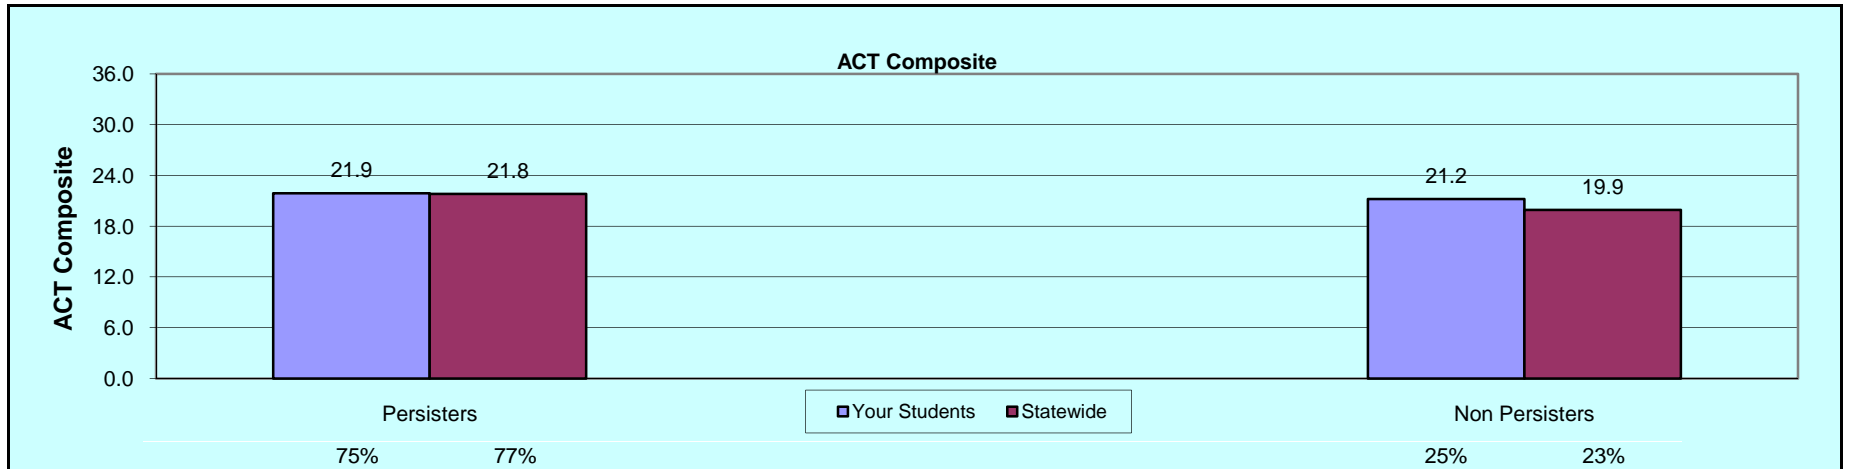 ACT Composite
36.0
30.0
24.0
18.0
12.0
6.0
0.0
ACT Composite
21.9
21.8
21.2
19.9
Persisters
Your Students Statewide
Non Persisters
75% 77% 25% 23%